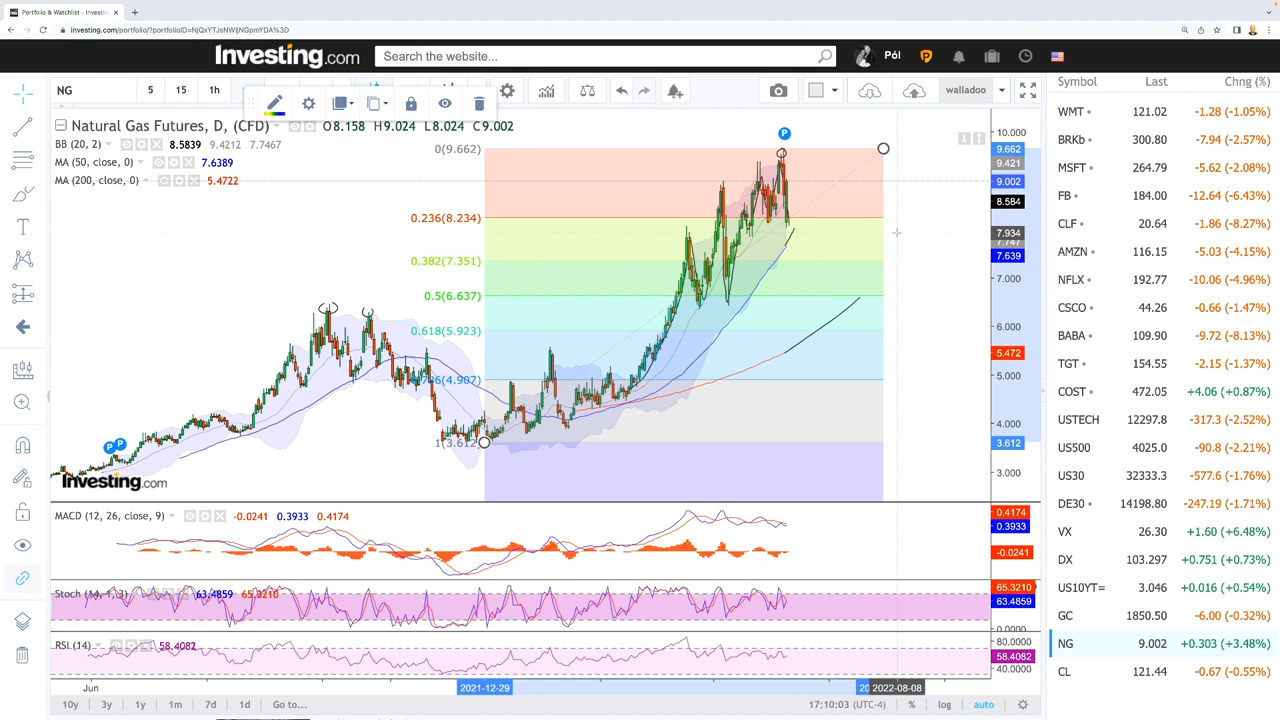 Portfolio & Watchlist - Investin
investing.com/portfolio/?portfolioID=NjQxYTJsNWljNGpmYDA%3D
Investing.com
Search the website...
Pól
NG
5
15
1h
walladoo
Natural Gas Futures, D, (CFD)
O8.158 H9.024 L8.024 C9.002
BB (20, 2) 8.5839 9.4212 7.7467
MA (50, close, 0) 7.6389
MA (200, close, 0) 5.4722
P
P
P
0(9.662)
0.236(8.234)
0.382(7.351)
0.5(6.637)
0.618(5.923)
1(3.612)
10.000
9.662
9.421
9.002
8.584
7.934
7.747
7.639
7.000
6.000
5.472
5.000
4.000
3.612
3.000
Investing.com
MACD (12, 26, close, 9) -0.0241 0.3933 0.4174
0.4174
0.3933
-0.0241
Stoch (14, 1, 3) 63.4859 65.3210
65.3210
63.4859
0.0000
RSI (14) 58.4082
80.0000
58.4082
40.0000
Jun
2021-12-29
2022-08-08
10y
3y
1y
1m
7d
1d
Go to...
17:10:03 (UTC-4)
%
log
auto
Symbol Last Chng (%)
WMT 121.02 -1.28 (-1.05%)
BRKb 300.80 -7.94 (-2.57%)
MSFT 264.79 -5.62 (-2.08%)
FB 184.00 -12.64 (-6.43%)
CLF 20.64 -1.86 (-8.27%)
AMZN 116.15 -5.03 (-4.15%)
NFLX 192.77 -10.06 (-4.96%)
CSCO 44.26 -0.66 (-1.47%)
BABA 109.90 -9.72 (-8.13%)
TGT 154.55 -2.15 (-1.37%)
COST 472.05 +4.06 (+0.87%)
USTECH 12297.8 -317.3 (-2.52%)
US500 4025.0 -90.8 (-2.21%)
US30 32333.3 -577.6 (-1.76%)
DE30 14198.80 -247.19 (-1.71%)
VX 26.30 +1.60 (+6.48%)
DX 103.297 +0.751 (+0.73%)
US10YT= 3.046 +0.016 (+0.54%)
GC 1850.50 -6.00 (-0.32%)
NG 9.002 +0.303 (+3.48%)
CL 121.44 -0.67 (-0.55%)